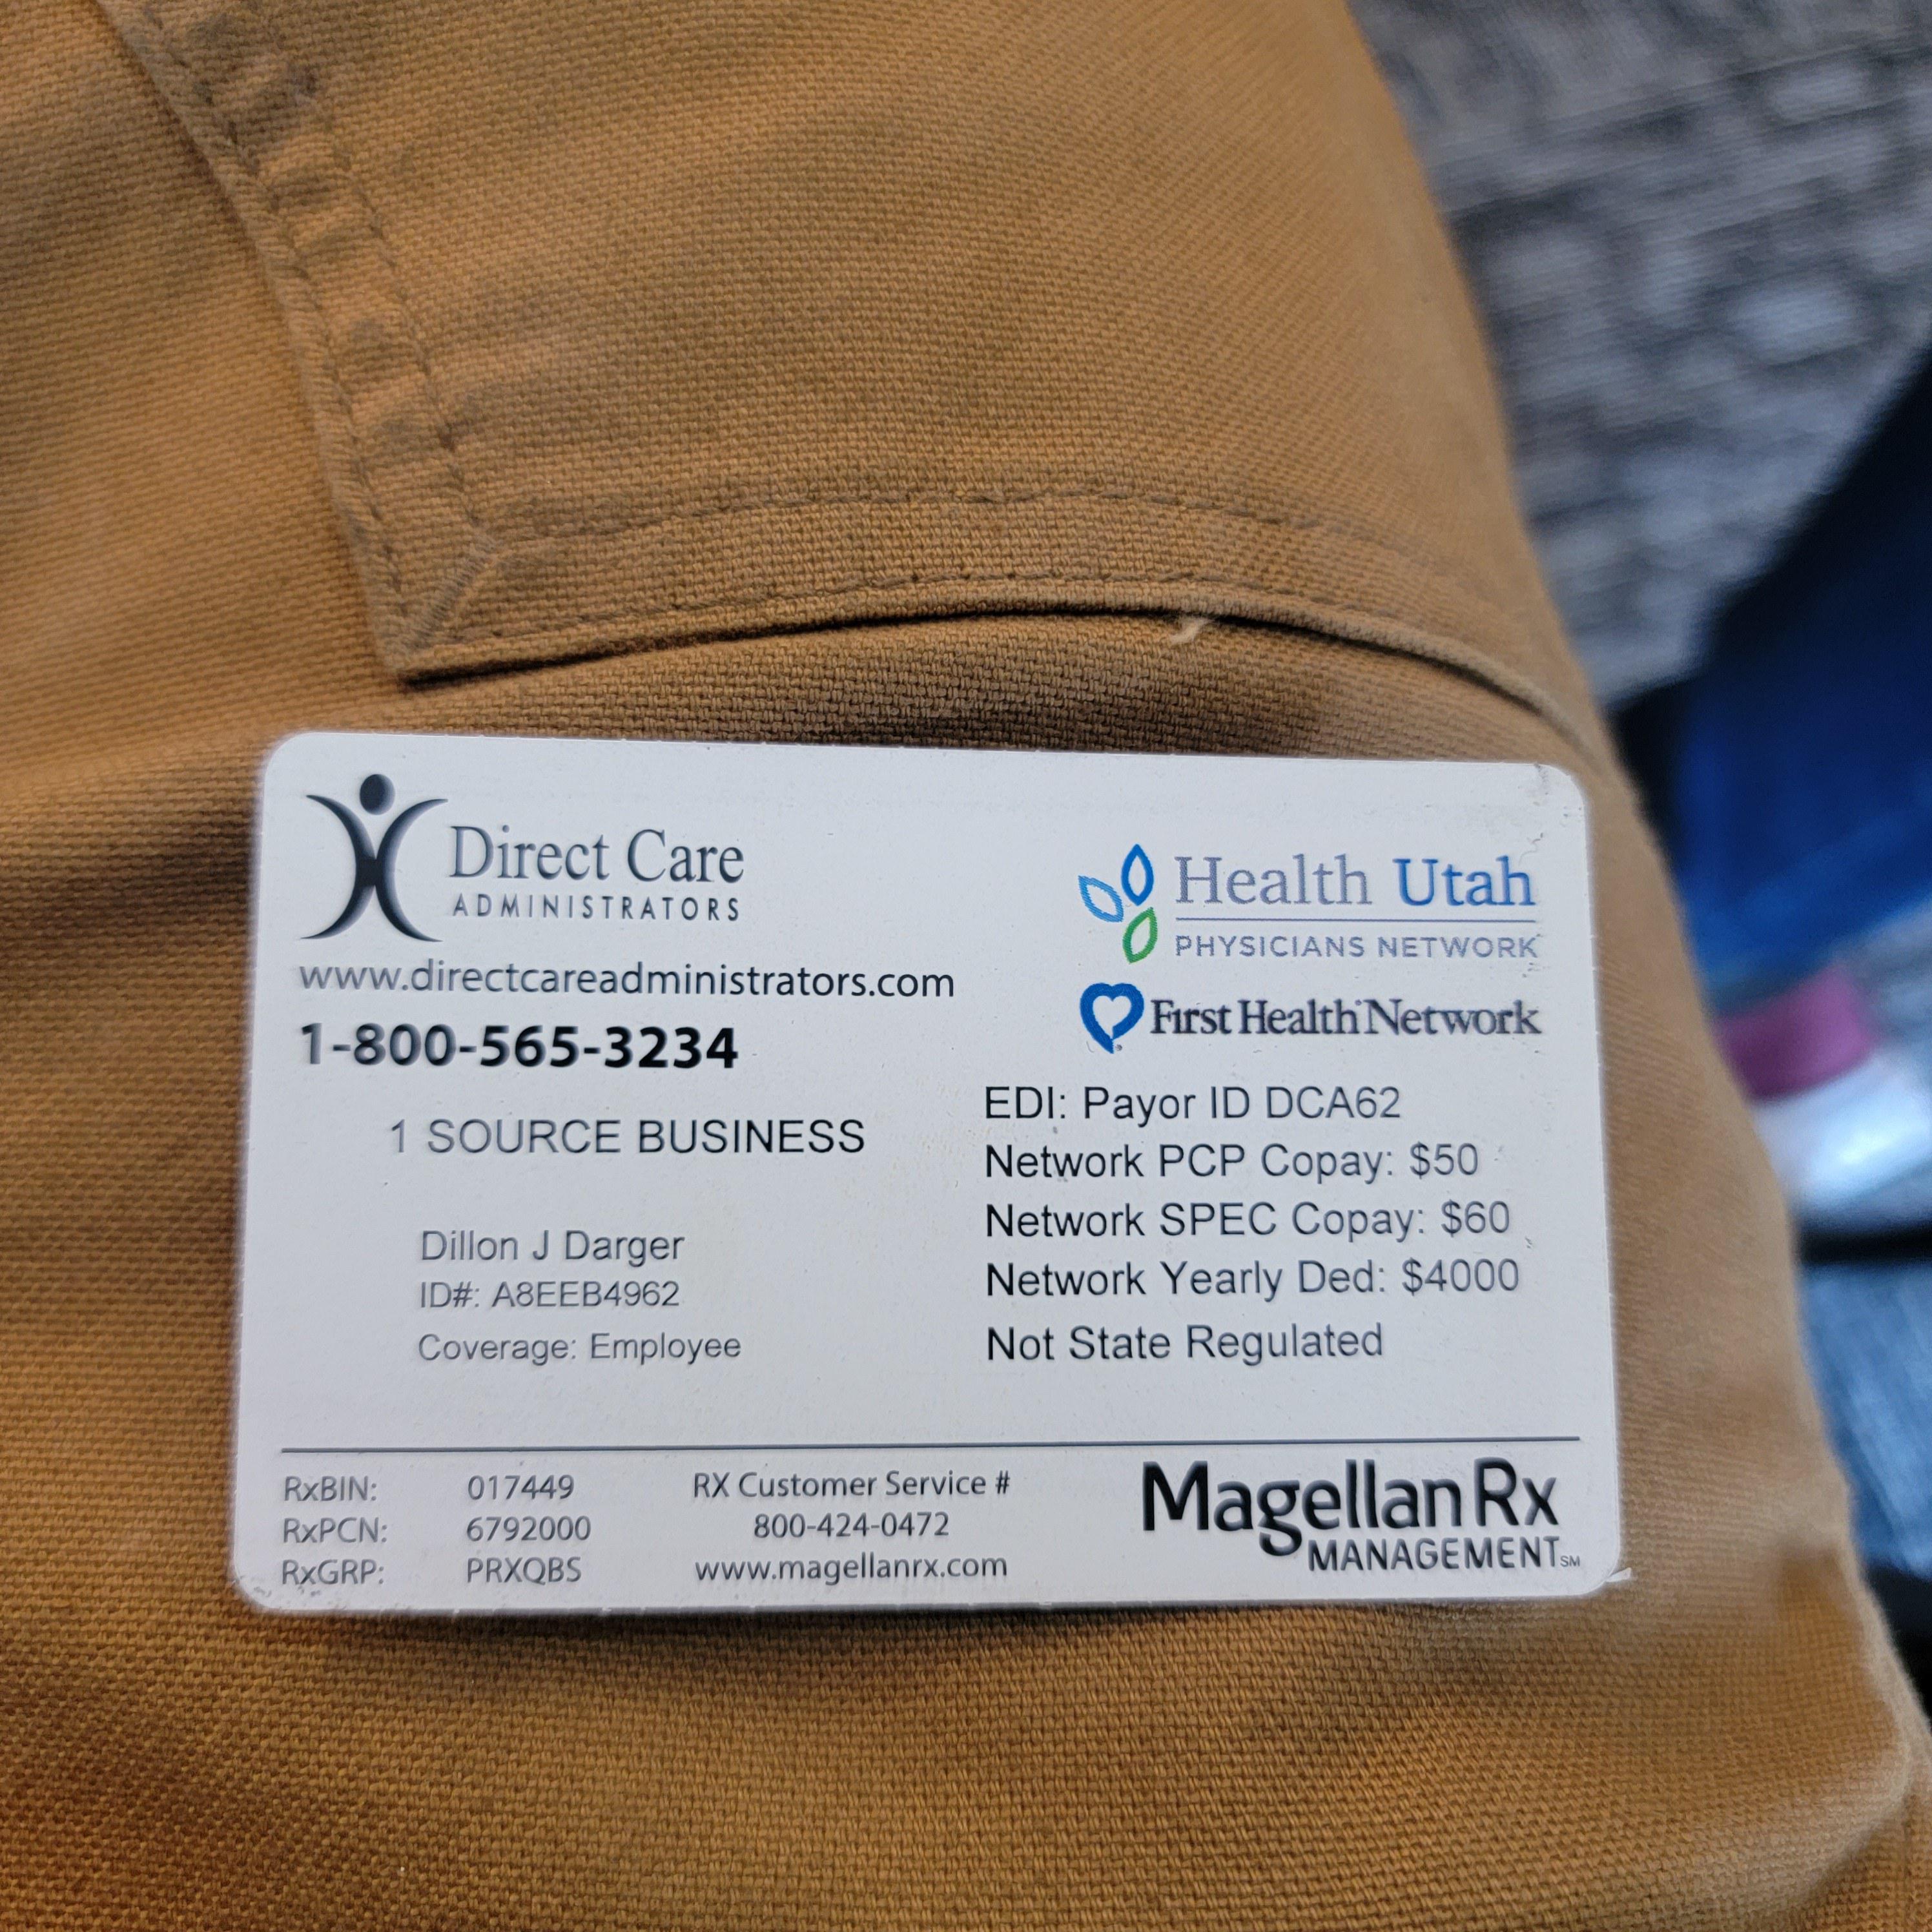 Direct Care
ADMINISTRATORS
www.directcareadministrators.com
1-800-565-3234
1 SOURCE BUSINESS
Dillon J Darger
ID#: A8EEB4962
Coverage: Employee
Health Utah
PHYSICIANS NETWORK
First Health Network
EDI: Payor ID DCA62
Network PCP Copay: $50
Network SPEC Copay: $60
Network Yearly Ded: $4000
Not State Regulated
RxBIN: 017449
RxPCN: 6792000
RxGRP: PRXQBS
RX Customer Service #
800-424-0472
www.magellanrx.com
Magellan Rx
MANAGEMENT SM